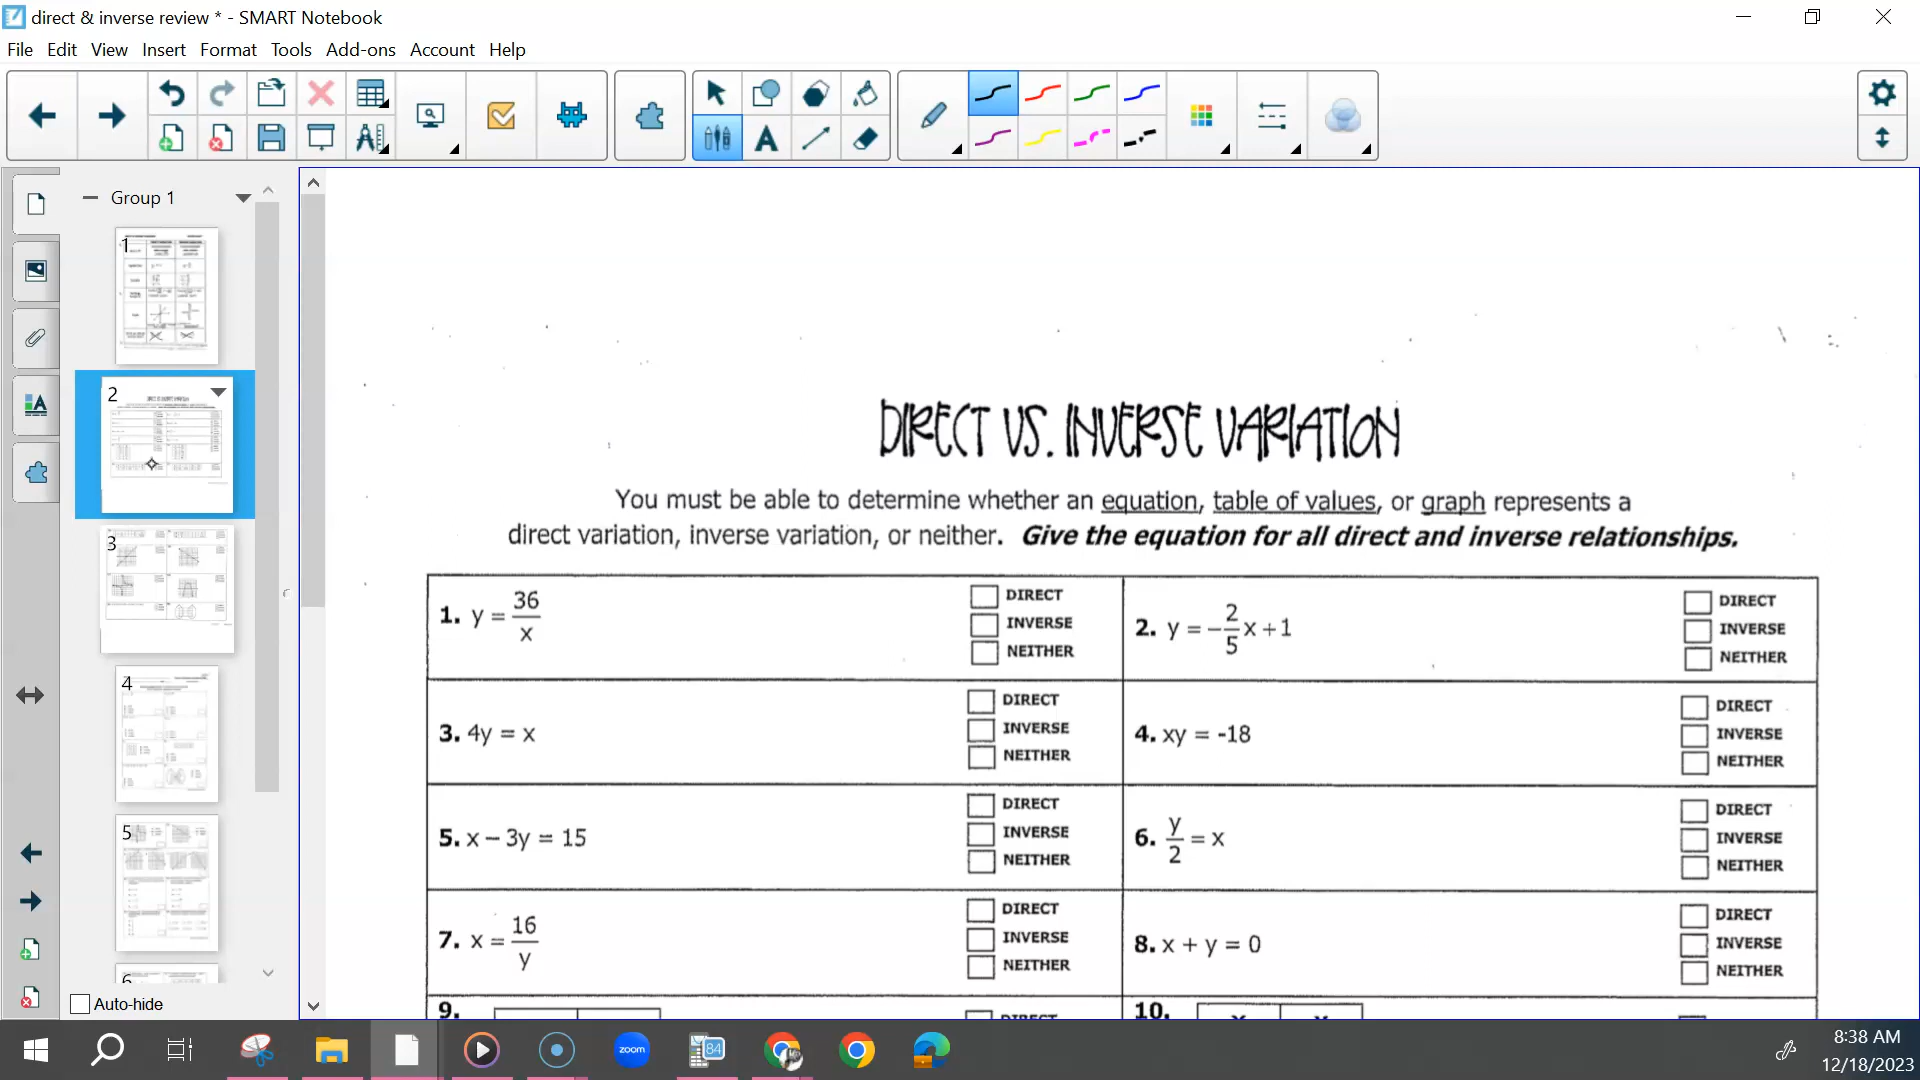 direct & inverse review * - SMART Notebook
File Edit View Insert Format Tools Add-ons Account Help
Group 1
1
2
3
4
5
6
Auto-hide
DIRECT VS. INVERSE VARIATION
You must be able to determine whether an equation, table of values, or graph represents a
direct variation, inverse variation, or neither. Give the equation for all direct and inverse relationships.
1. y = 36/x
DIRECT
INVERSE
NEITHER
2. y = -2/5x+1
DIRECT
INVERSE
NEITHER
3. 4y = x
DIRECT
INVERSE
NEITHER
4. xy = -18
DIRECT
INVERSE
NEITHER
5. x – 3y = 15
DIRECT
INVERSE
NEITHER
6. y/2 = x
DIRECT
INVERSE
NEITHER
7. x = 16/y
DIRECT
INVERSE
NEITHER
8. x + y = 0
DIRECT
INVERSE
NEITHER
9.
DIRECT
10.
x y
zoom
84
8:38 AM
12/18/2023